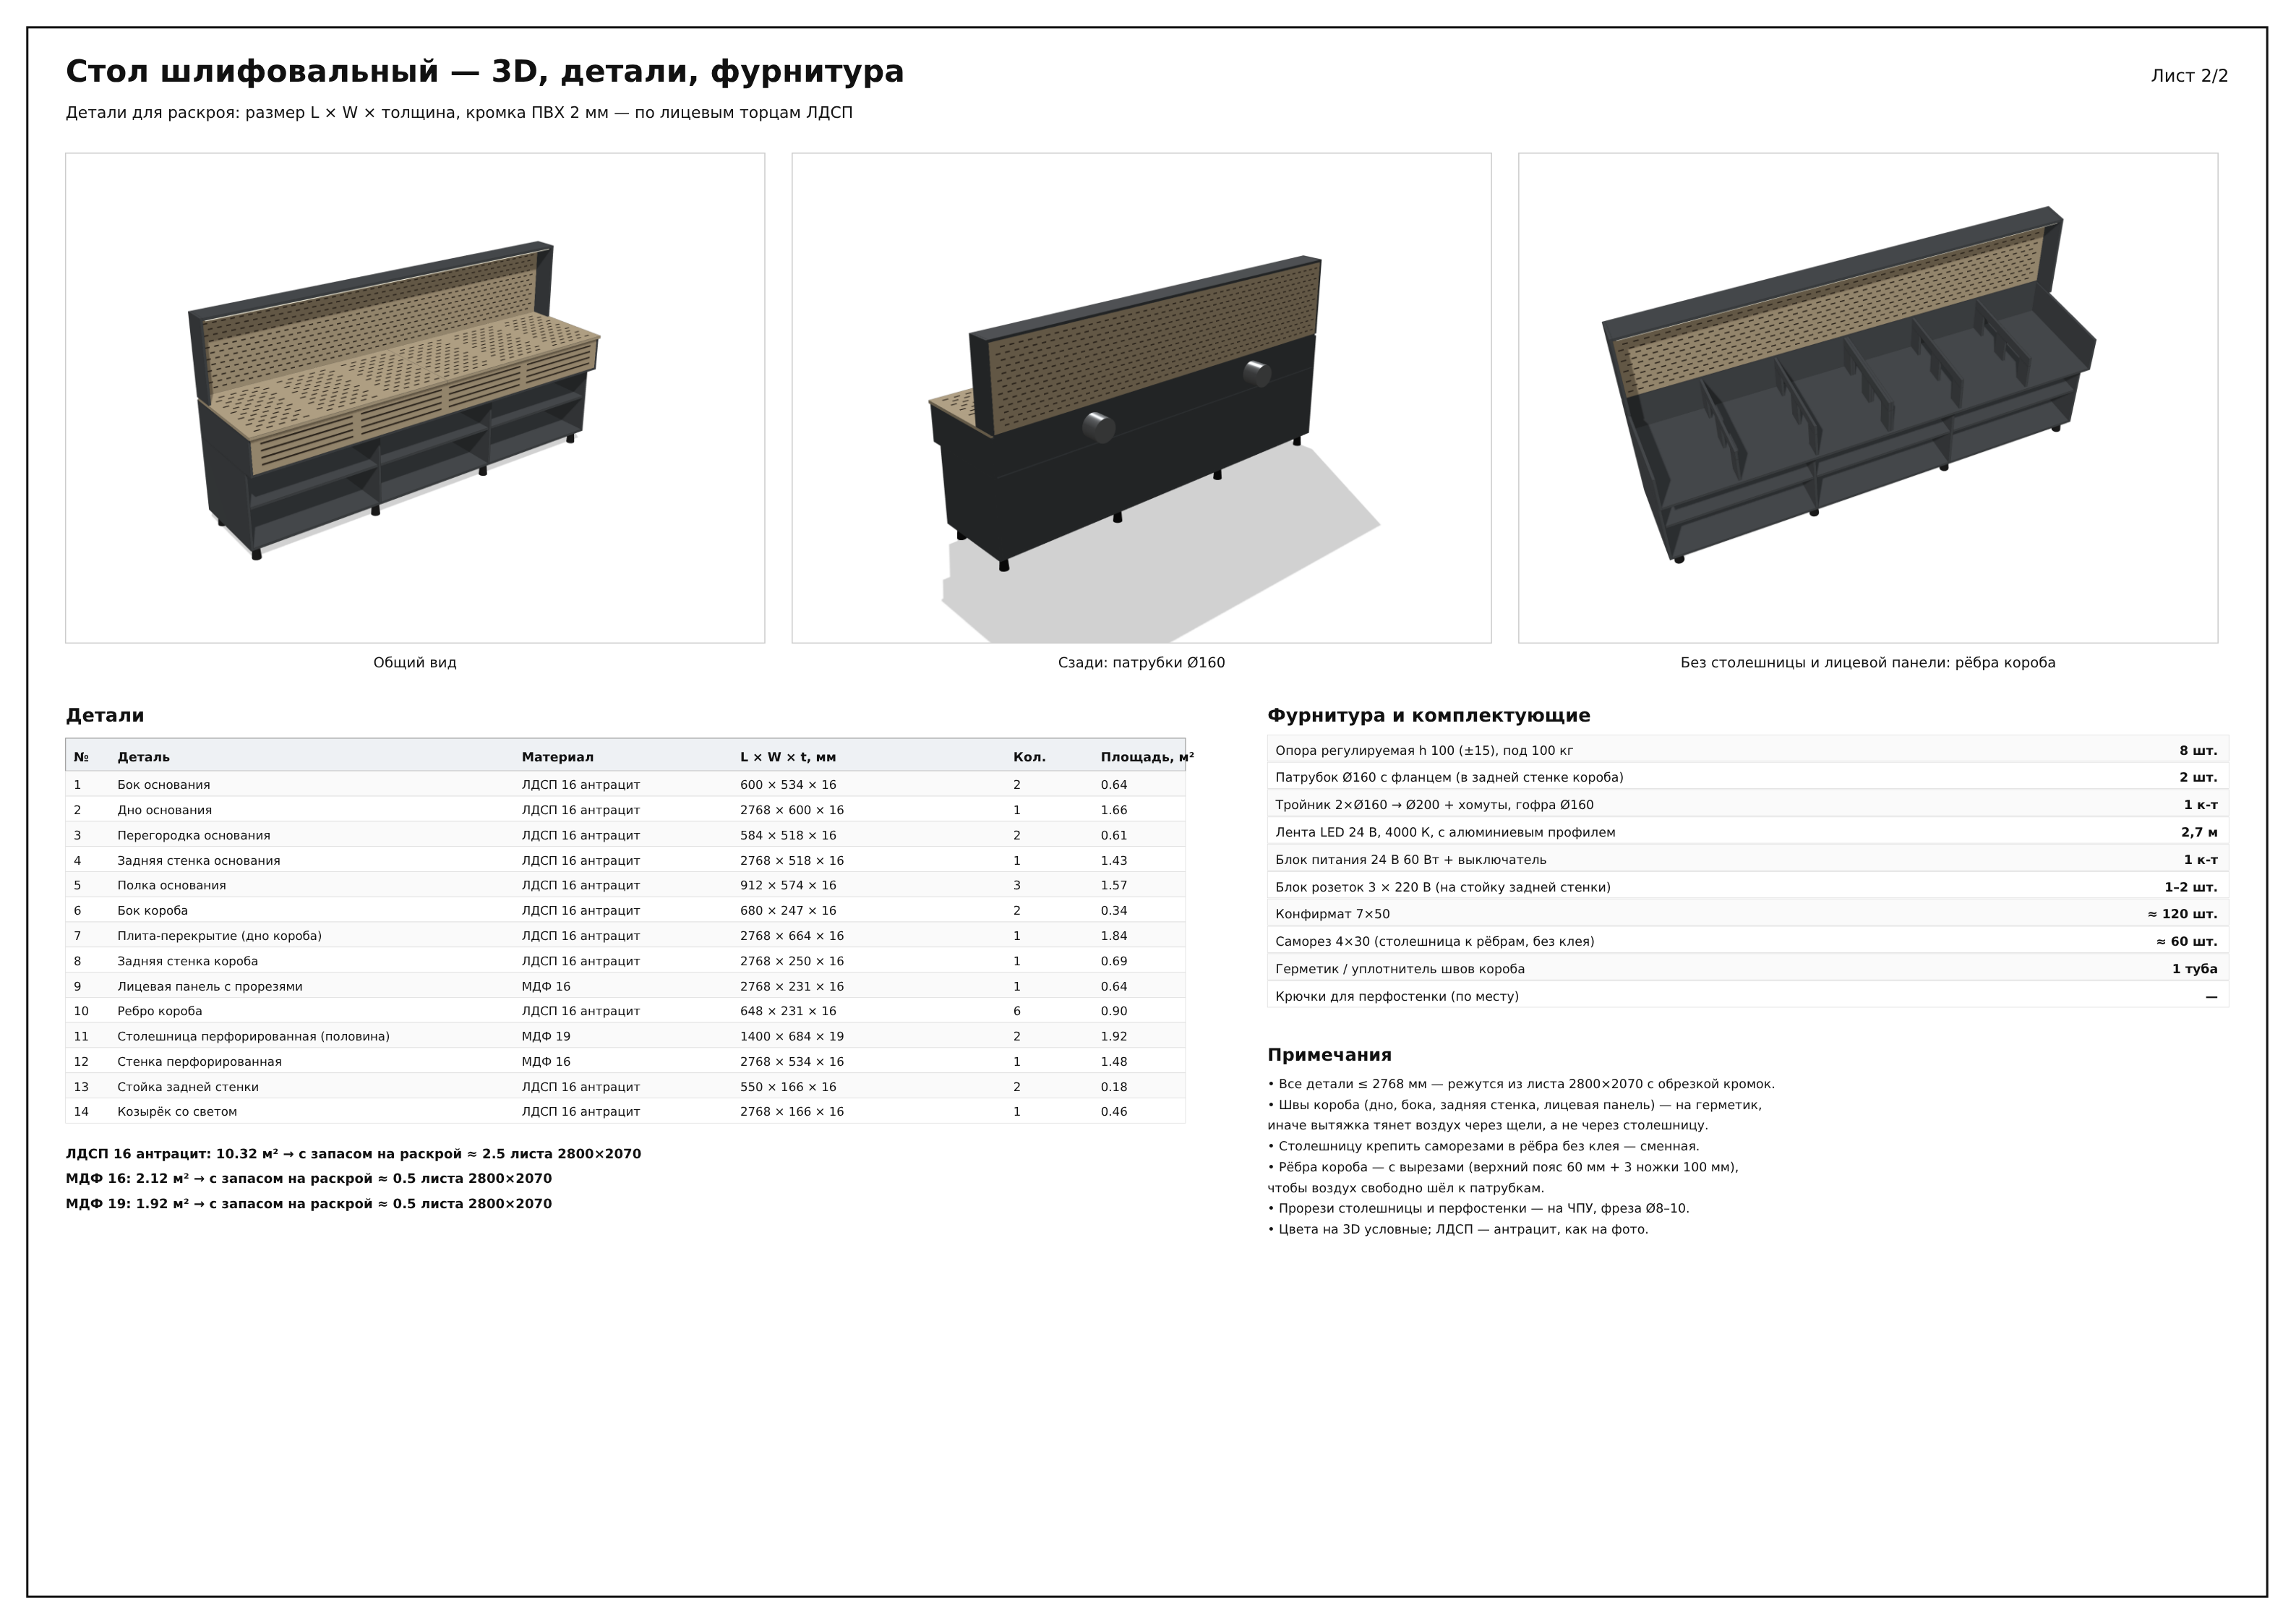 Стол шлифовальный — 3D, детали, фурнитура
Лист 2/2
Детали для раскроя: размер L × W × толщина, кромка ПВХ 2 мм — по лицевым торцам ЛДСП
Общий вид
Сзади: патрубки Ø160
Без столешницы и лицевой панели: рёбра короба
Детали
№ Деталь Материал L × W × t, мм Кол. Площадь, м²
1 Бок основания ЛДСП 16 антрацит 600 × 534 × 16 2 0.64
2 Дно основания ЛДСП 16 антрацит 2768 × 600 × 16 1 1.66
3 Перегородка основания ЛДСП 16 антрацит 584 × 518 × 16 2 0.61
4 Задняя стенка основания ЛДСП 16 антрацит 2768 × 518 × 16 1 1.43
5 Полка основания ЛДСП 16 антрацит 912 × 574 × 16 3 1.57
6 Бок короба ЛДСП 16 антрацит 680 × 247 × 16 2 0.34
7 Плита-перекрытие (дно короба) ЛДСП 16 антрацит 2768 × 664 × 16 1 1.84
8 Задняя стенка короба ЛДСП 16 антрацит 2768 × 250 × 16 1 0.69
9 Лицевая панель с прорезями МДФ 16 2768 × 231 × 16 1 0.64
10 Ребро короба ЛДСП 16 антрацит 648 × 231 × 16 6 0.90
11 Столешница перфорированная (половина) МДФ 19 1400 × 684 × 19 2 1.92
12 Стенка перфорированная МДФ 16 2768 × 534 × 16 1 1.48
13 Стойка задней стенки ЛДСП 16 антрацит 550 × 166 × 16 2 0.18
14 Козырёк со светом ЛДСП 16 антрацит 2768 × 166 × 16 1 0.46
ЛДСП 16 антрацит: 10.32 м² → с запасом на раскрой ≈ 2.5 листа 2800×2070
МДФ 16: 2.12 м² → с запасом на раскрой ≈ 0.5 листа 2800×2070
МДФ 19: 1.92 м² → с запасом на раскрой ≈ 0.5 листа 2800×2070
Фурнитура и комплектующие
Опора регулируемая h 100 (±15), под 100 кг 8 шт.
Патрубок Ø160 с фланцем (в задней стенке короба) 2 шт.
Тройник 2×Ø160 → Ø200 + хомуты, гофра Ø160 1 к-т
Лента LED 24 В, 4000 К, с алюминиевым профилем 2,7 м
Блок питания 24 В 60 Вт + выключатель 1 к-т
Блок розеток 3 × 220 В (на стойку задней стенки) 1–2 шт.
Конфирмат 7×50 ≈ 120 шт.
Саморез 4×30 (столешница к рёбрам, без клея) ≈ 60 шт.
Герметик / уплотнитель швов короба 1 туба
Крючки для перфостенки (по месту) —
Примечания
• Все детали ≤ 2768 мм — режутся из листа 2800×2070 с обрезкой кромок.
• Швы короба (дно, бока, задняя стенка, лицевая панель) — на герметик,
иначе вытяжка тянет воздух через щели, а не через столешницу.
• Столешницу крепить саморезами в рёбра без клея — сменная.
• Рёбра короба — с вырезами (верхний пояс 60 мм + 3 ножки 100 мм),
чтобы воздух свободно шёл к патрубкам.
• Прорези столешницы и перфостенки — на ЧПУ, фреза Ø8–10.
• Цвета на 3D условные; ЛДСП — антрацит, как на фото.